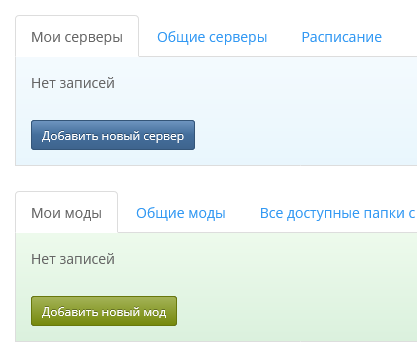 Мои серверы Общие серверы Расписание
Нет записей
Добавить новый сервер
Мои моды Общие моды Все доступные папки с
Нет записей
Добавить новый мод